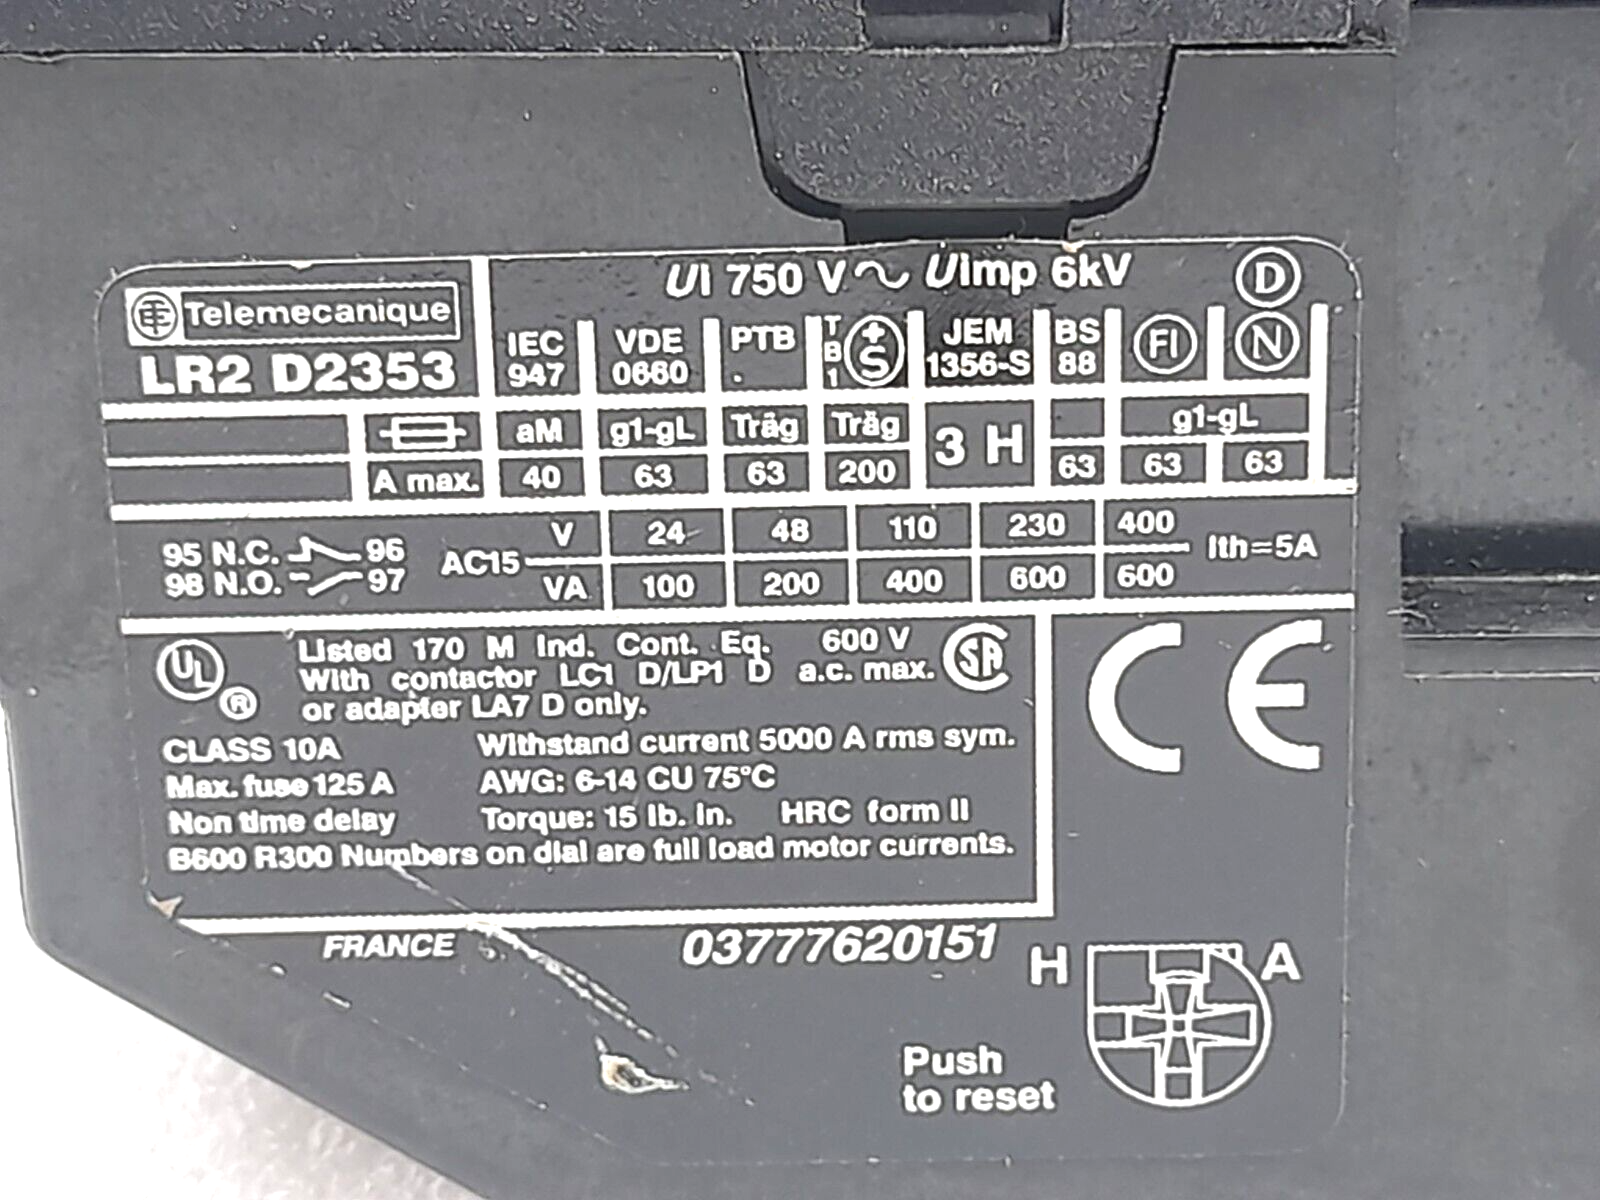 UI 750 V～ UImp 6kV D
Telemecanique
LR2 D2353
IEC 947 VDE 0660 PTB . TB1 +S JEM 1356-S BS 88 FI N
aM g1-gL Träg Träg 3 H g1-gL
A max. 40 63 63 200 63 63 63
95 N.C. 96
98 N.O. 97
AC15 V 24 48 110 230 400 Ith=5A
VA 100 200 400 600 600
UL ® Listed 170 M Ind. Cont. Eq. 600 V SA
With contactor LC1 D/LP1 D a.c. max.
or adapter LA7 D only.
CLASS 10A Withstand current 5000 A rms sym.
Max. fuse 125 A AWG: 6-14 CU 75°C
Non time delay Torque: 15 lb. in. HRC form II
B600 R300 Numbers on dial are full load motor currents.
CE
FRANCE 03777620151
H A
Push
to reset